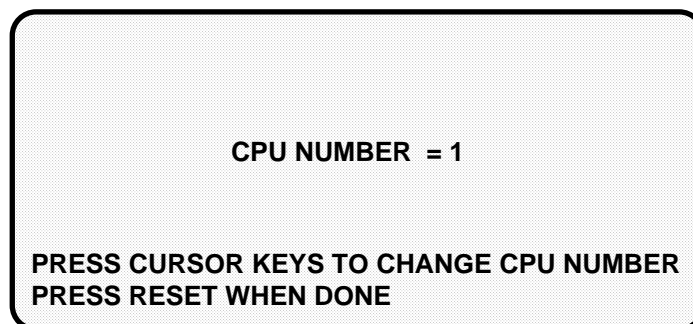 CPU NUMBER = 1
PRESS CURSOR KEYS TO CHANGE CPU NUMBER
PRESS RESET WHEN DONE